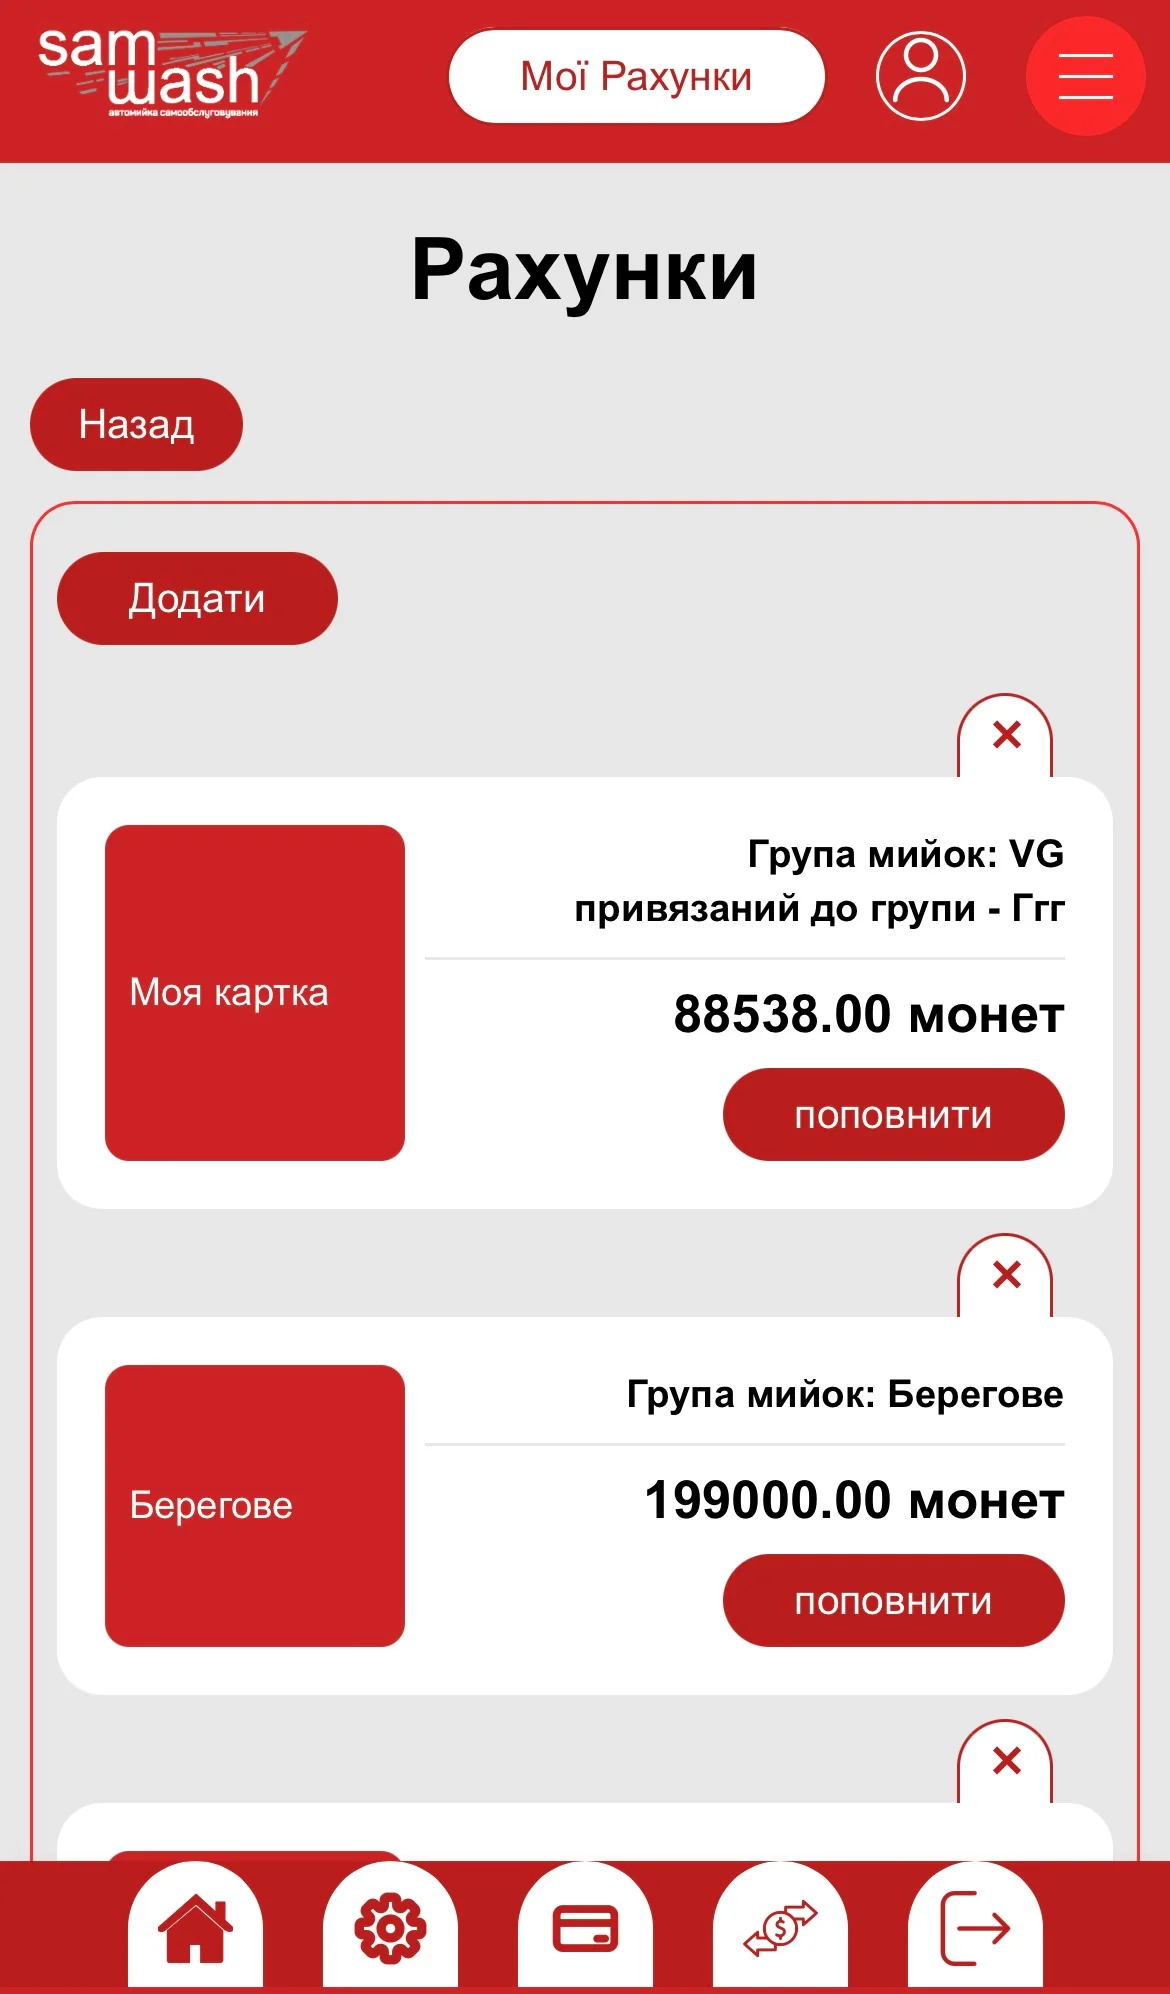 sam
wash
автомийка самообслуговування
Мої Рахунки
Рахунки
Назад
Додати
Група мийок: VG
привязаний до групи - Ггг
Моя картка
88538.00 монет
поповнити
Група мийок: Берегове
Берегове
199000.00 монет
поповнити